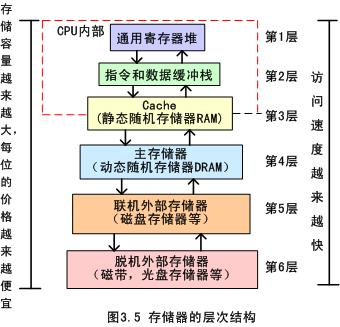 存储容量越来越大，每位的价格越来越便宜
CPU内部
通用寄存器堆
第1层
指令和数据缓冲栈
第2层
Cache
（静态随机存储器RAM）
第3层
主存储器
（动态随机存储器DRAM）
第4层
联机外部存储器
（磁盘存储器等）
第5层
脱机外部存储器
（磁带，光盘存储器等）
第6层
访问速度越来越快
图3.5 存储器的层次结构